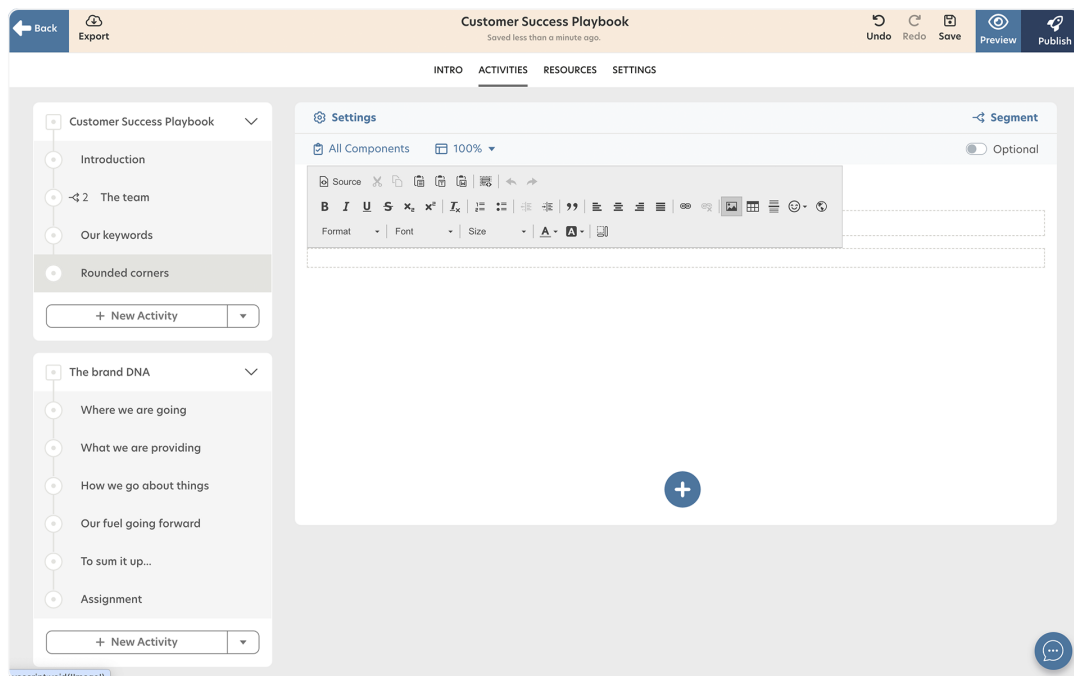 Back
Export
Customer Success Playbook
Saved less than a minute ago.
Undo
Redo
Save
Preview
Publish
INTRO ACTIVITIES RESOURCES SETTINGS
Customer Success Playbook
Introduction
2 The team
Our keywords
Rounded corners
+ New Activity
The brand DNA
Where we are going
What we are providing
How we go about things
Our fuel going forward
To sum it up...
Assignment
+ New Activity
Settings
Segment
All Components 100%
Optional
Source
B I U S x₂ x² Tx
Format Font Size A A